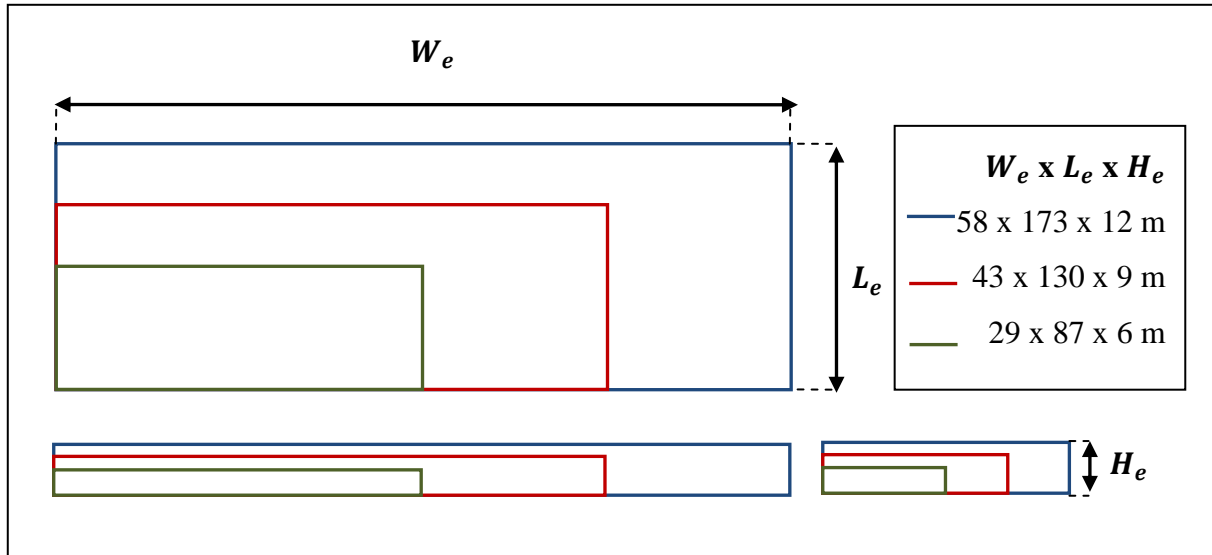 W_e
L_e
W_e x L_e x H_e
58 x 173 x 12 m
43 x 130 x 9 m
29 x 87 x 6 m
H_e